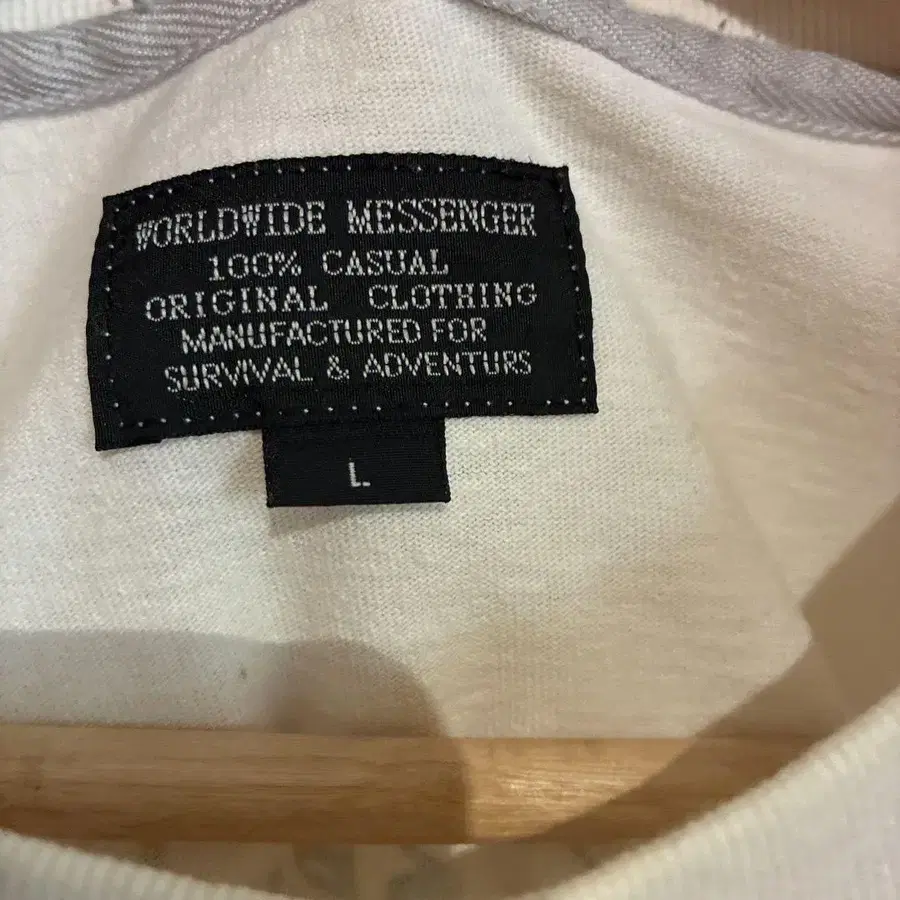 WORLDWIDE MESSENGER
100% CASUAL
ORIGINAL CLOTHING
MANUFACTURED FOR
SURVIVAL & ADVENTURS
L